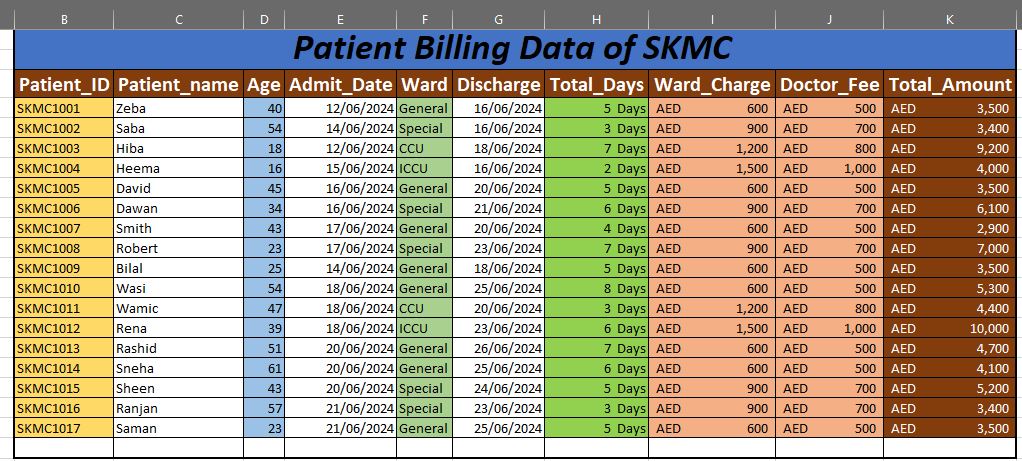 B C D E F G H I J K
Patient Billing Data of SKMC
Patient_ID Patient_name Age Admit_Date Ward Discharge Total_Days Ward_Charge Doctor_Fee Total_Amount
SKMC1001 Zeba 40 12/06/2024 General 16/06/2024 5 Days AED 600 AED 500 AED 3,500
SKMC1002 Saba 54 14/06/2024 Special 16/06/2024 3 Days AED 900 AED 700 AED 3,400
SKMC1003 Hiba 18 12/06/2024 CCU 18/06/2024 7 Days AED 1,200 AED 800 AED 9,200
SKMC1004 Heema 16 15/06/2024 ICCU 16/06/2024 2 Days AED 1,500 AED 1,000 AED 4,000
SKMC1005 David 45 16/06/2024 General 20/06/2024 5 Days AED 600 AED 500 AED 3,500
SKMC1006 Dawan 34 16/06/2024 Special 21/06/2024 6 Days AED 900 AED 700 AED 6,100
SKMC1007 Smith 43 17/06/2024 General 20/06/2024 4 Days AED 600 AED 500 AED 2,900
SKMC1008 Robert 23 17/06/2024 Special 23/06/2024 7 Days AED 900 AED 700 AED 7,000
SKMC1009 Bilal 25 14/06/2024 General 18/06/2024 5 Days AED 600 AED 500 AED 3,500
SKMC1010 Wasi 54 18/06/2024 General 25/06/2024 8 Days AED 600 AED 500 AED 5,300
SKMC1011 Wamic 47 18/06/2024 CCU 20/06/2024 3 Days AED 1,200 AED 800 AED 4,400
SKMC1012 Rena 39 18/06/2024 ICCU 23/06/2024 6 Days AED 1,500 AED 1,000 AED 10,000
SKMC1013 Rashid 51 20/06/2024 General 26/06/2024 7 Days AED 600 AED 500 AED 4,700
SKMC1014 Sneha 61 20/06/2024 General 25/06/2024 6 Days AED 600 AED 500 AED 4,100
SKMC1015 Sheen 43 20/06/2024 Special 24/06/2024 5 Days AED 900 AED 700 AED 5,200
SKMC1016 Ranjan 57 21/06/2024 Special 23/06/2024 3 Days AED 900 AED 700 AED 3,400
SKMC1017 Saman 23 21/06/2024 General 25/06/2024 5 Days AED 600 AED 500 AED 3,500